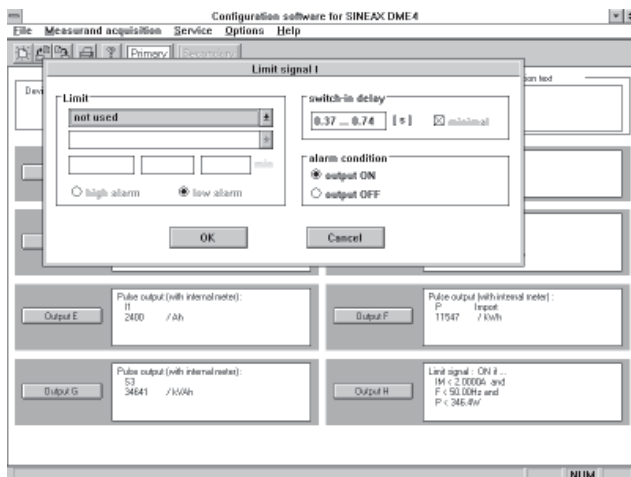 Configuration software for SINEAX DME4
File Measurand acquisition Service Options Help
Primary Secondary
Limit signal I
Limit
not used
min
high alarm low alarm
switch-in delay
0.37 ... 0.74 [s] minimal
alarm condition
output ON
output OFF
OK Cancel
Output E
Pulse output (with internal meter) :
I1
2400 / Ah
Output F
Pulse output (with internal meter) :
P Import
11547 / kWh
Output G
Pulse output (with internal meter) :
S3
34641 / kVAh
Output H
Limit signal : ON if ...
IM < 2.0000A and
F < 50.00Hz and
P < 346.4W
NUM